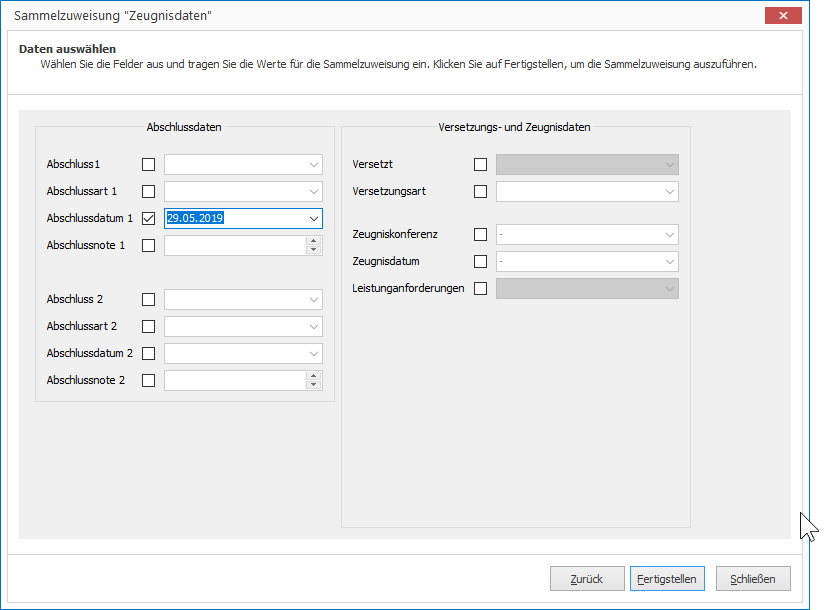 Sammelzuweisung "Zeugnisdaten"
Daten auswählen
Wählen Sie die Felder aus und tragen Sie die Werte für die Sammelzuweisung ein. Klicken Sie auf Fertigstellen, um die Sammelzuweisung auszuführen.
Abschlussdaten
Abschluss1
Abschlussart 1
Abschlussdatum 1 29.05.2019
Abschlussnote 1
Abschluss 2
Abschlussart 2
Abschlussdatum 2
Abschlussnote 2
Versetzungs- und Zeugnisdaten
Versetzt
Versetzungsart
Zeugniskonferenz -
Zeugnisdatum -
Leistunganforderungen
Zurück Fertigstellen Schließen